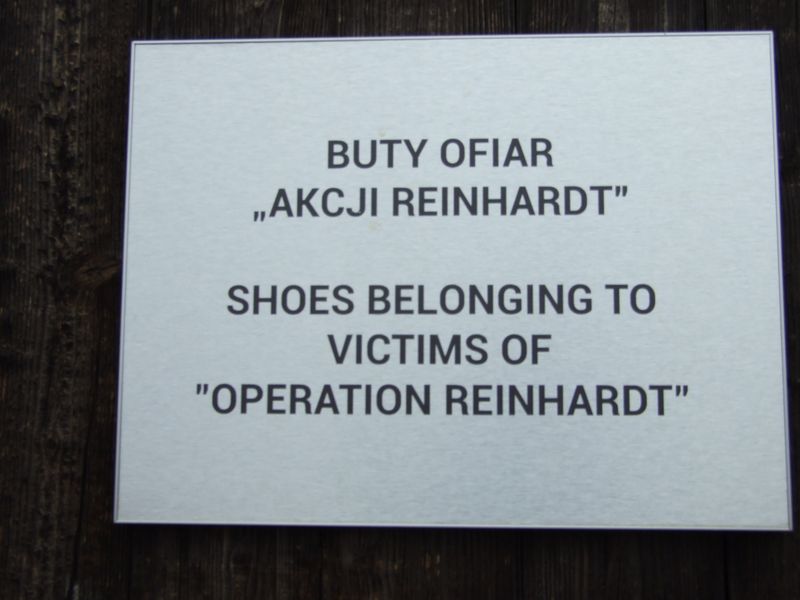 BUTY OFIAR
„AKCJI REINHARDT”
SHOES BELONGING TO
VICTIMS OF
"OPERATION REINHARDT”